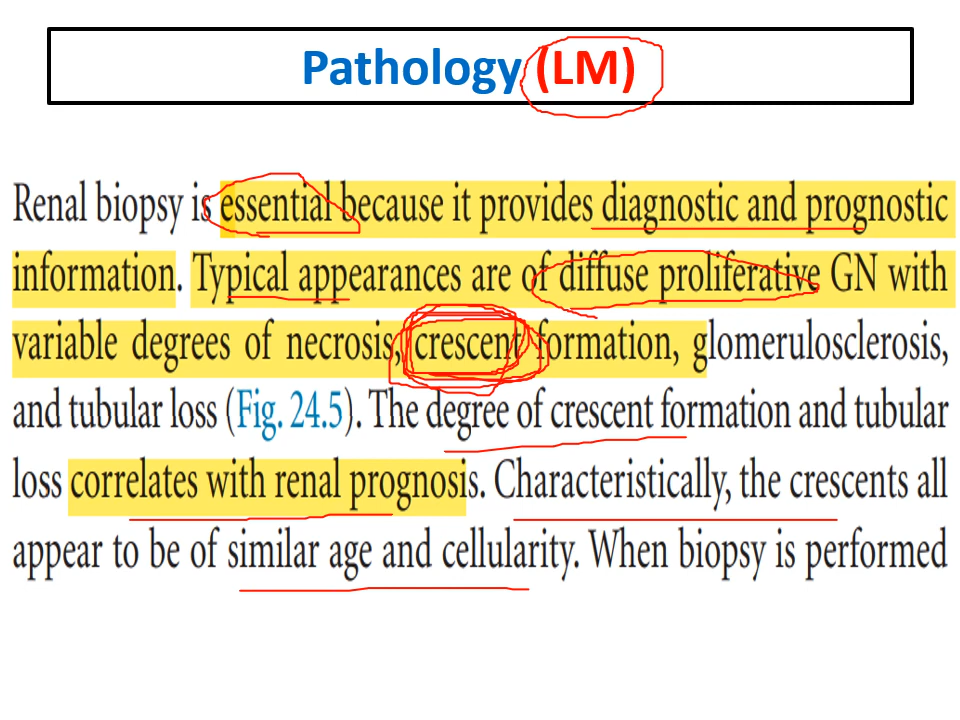 Pathology (LM)
Renal biopsy is essential because it provides diagnostic and prognostic
information. Typical appearances are of diffuse proliferative GN with
variable degrees of necrosis, crescent formation, glomerulosclerosis,
and tubular loss (Fig. 24.5). The degree of crescent formation and tubular
loss correlates with renal prognosis. Characteristically, the crescents all
appear to be of similar age and cellularity. When biopsy is performed